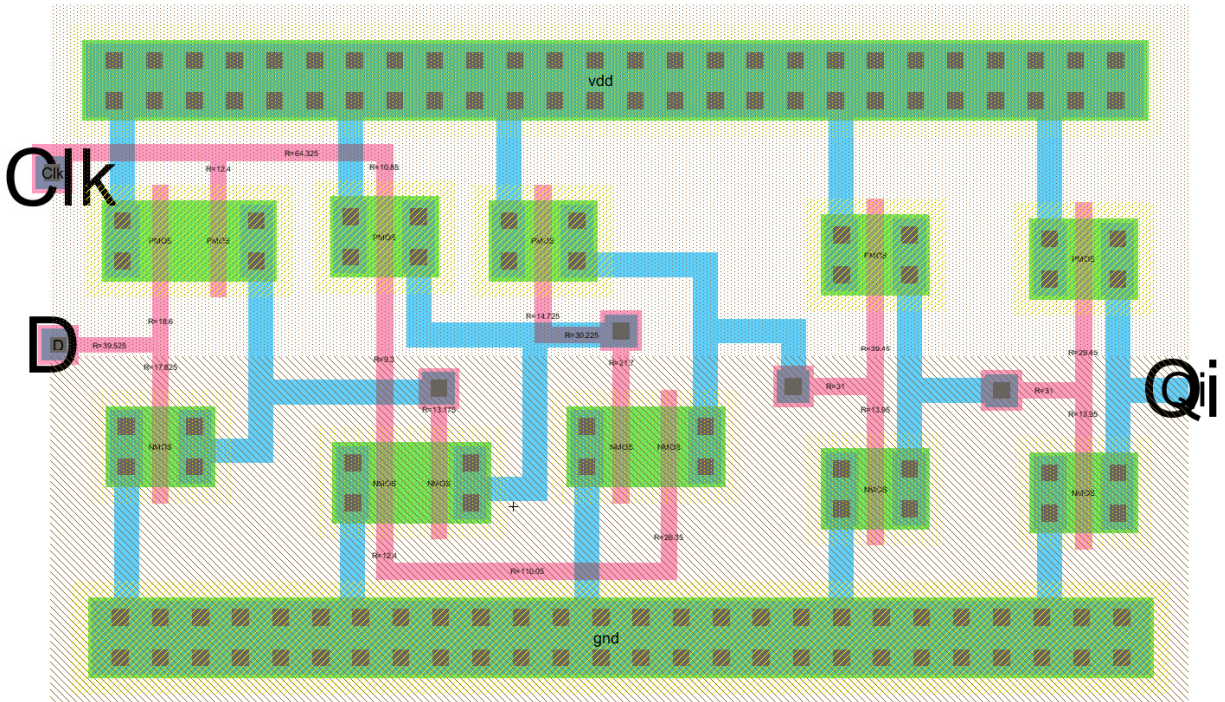 vdd
R=64.325
R=12.4
R=10.85
Clk
Clk
PMOS
PMOS
PMOS
PMOS
PMOS
PMOS
R=18.6
R=14.725
R=30.225
D
D
R=39.525
R=17.825
R=9.3
R=21.7
R=29.45
R=29.45
R=31
R=31
Qi
Qi
R=13.175
R=13.95
R=13.95
NMOS
NMOS
NMOS
NMOS
NMOS
NMOS
NMOS
R=12.4
R=26.35
R=110.05
gnd